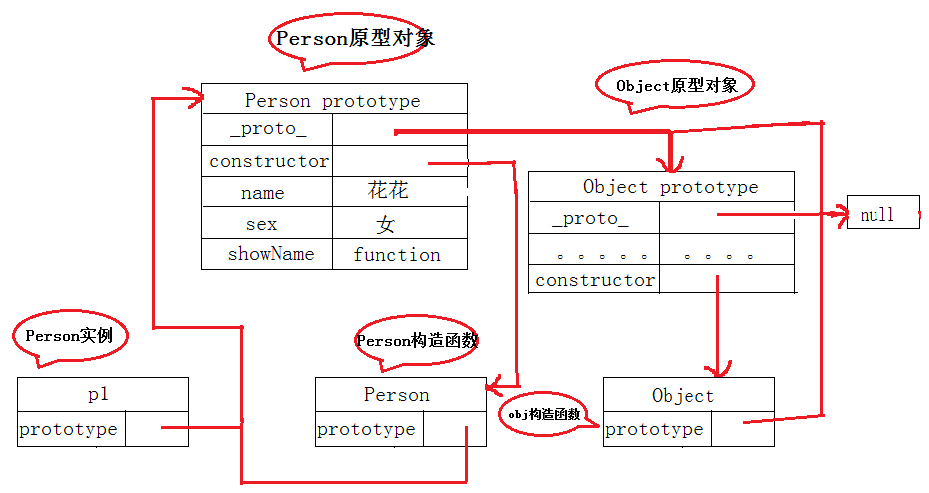 Person原型对象
Object原型对象
Person prototype
_proto_
constructor
name 花花
sex 女
showName function
Object prototype
_proto_
。。。。。 。。。。
constructor
null
Person实例
Person构造函数
obj构造函数
p1
prototype
Person
prototype
Object
prototype